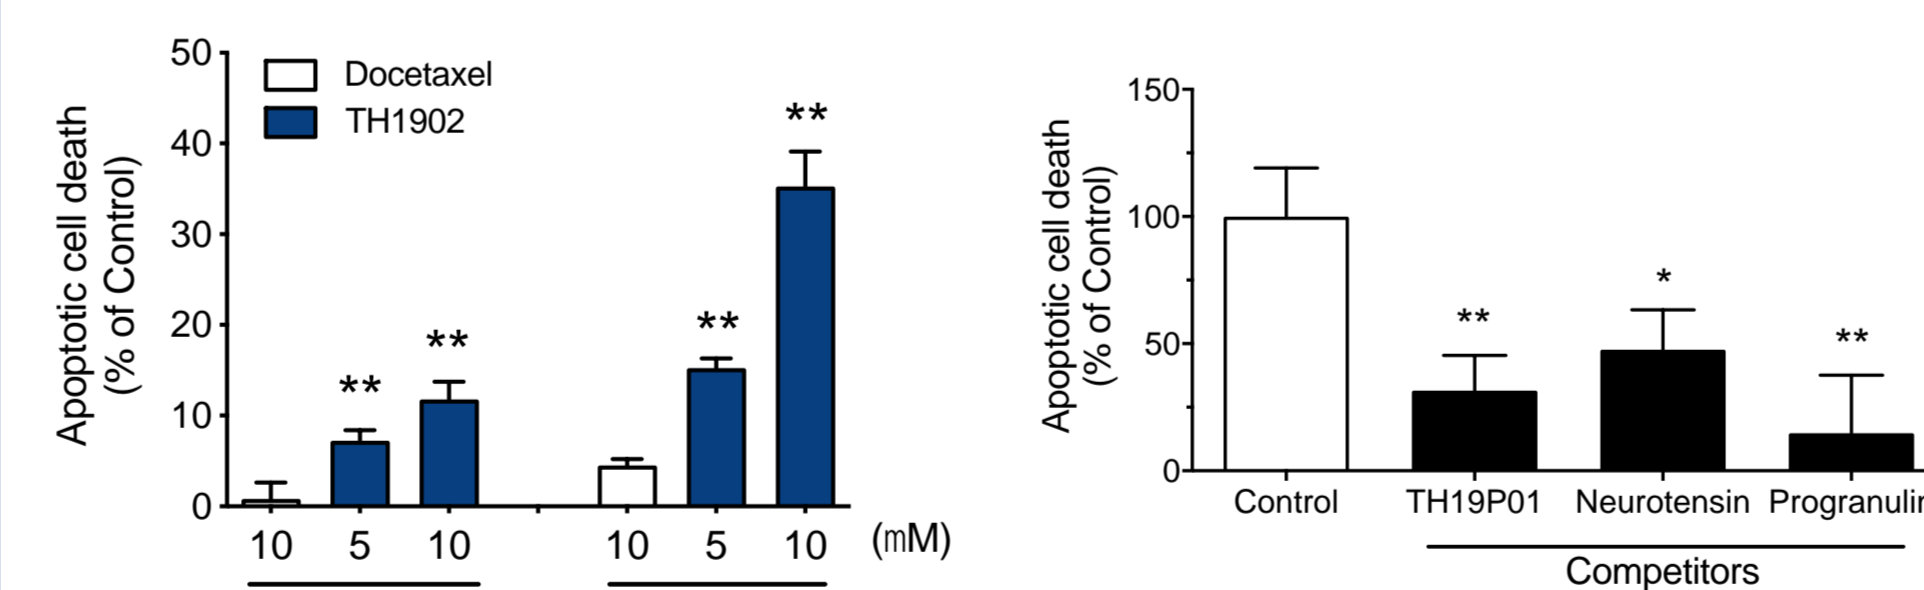 Apoptotic cell death
(% of Control)
50
40
30
20
10
0
Docetaxel
TH1902
**
**
**
**
10 5 10 10 5 10 (mM)
Apoptotic cell death
(% of Control)
150
100
50
0
**
*
**
Control TH19P01 Neurotensin Progranulin
Competitors